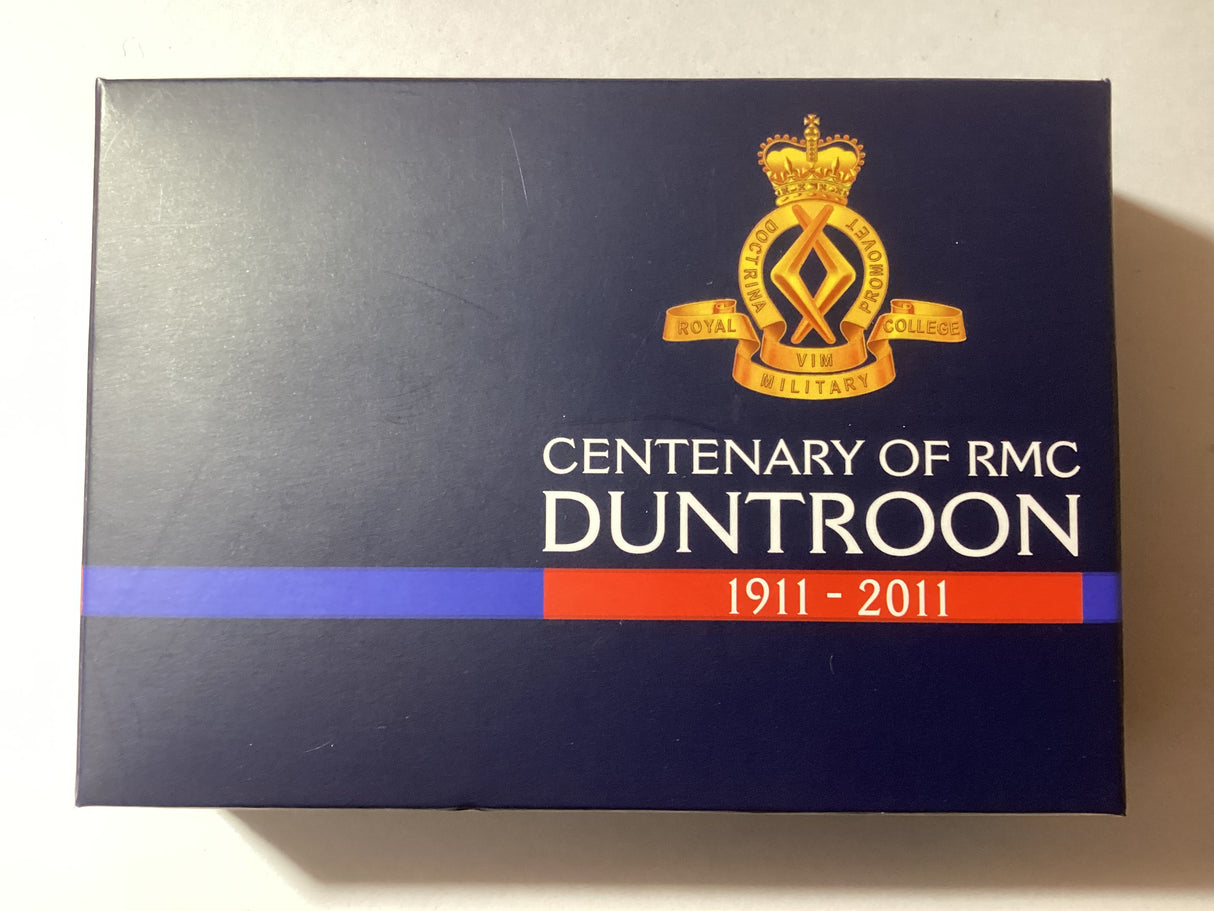 DOCTRINA PROMOVET
ROYAL COLLEGE
VIM
MILITARY
CENTENARY OF RMC
DUNTROON
1911 - 2011